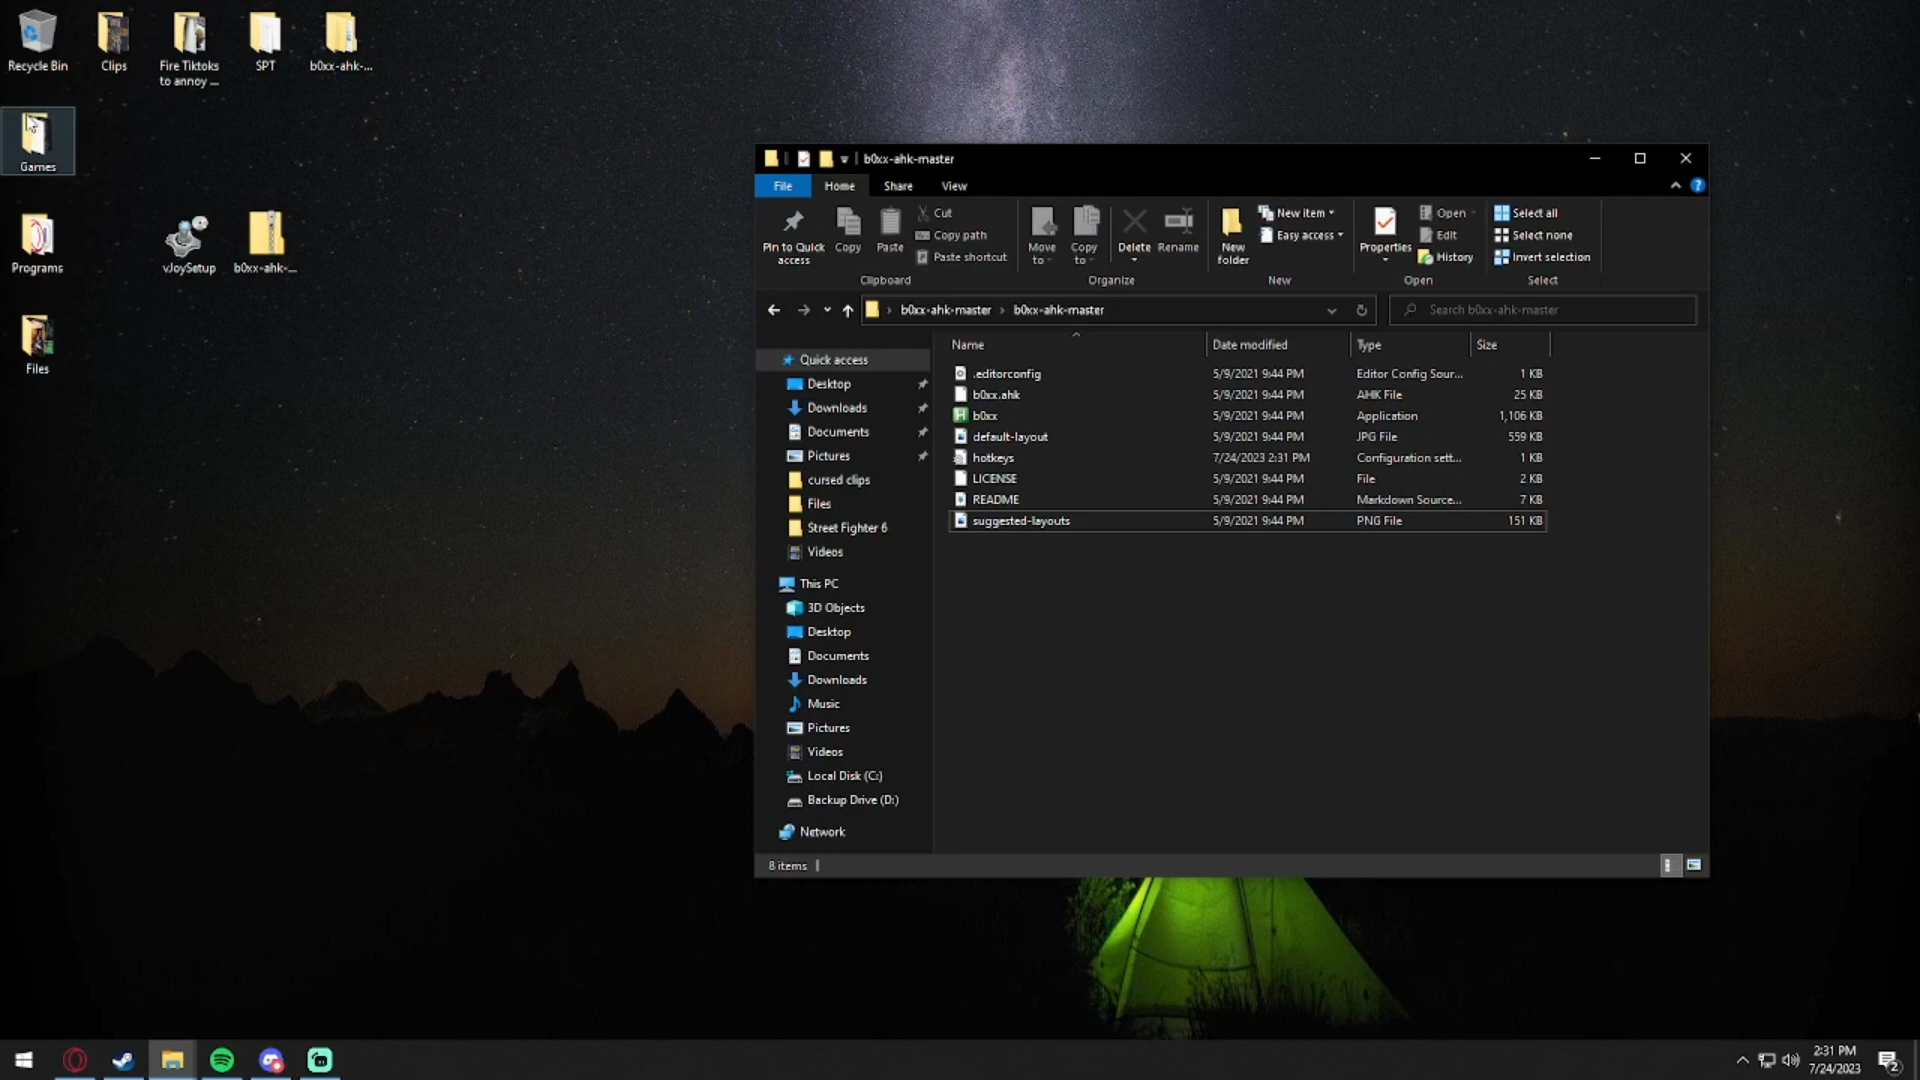 Recycle Bin
Clips
Fire Tiktoks
to annoy ...
SPT
b0xx-ahk-...
Games
Programs
vJoySetup
b0xx-ahk-...
Files
b0xx-ahk-master
File
Home
Share
View
Pin to Quick
access
Copy
Paste
Cut
Copy path
Paste shortcut
Clipboard
Move
to
Copy
to
Delete
Rename
Organize
New
folder
New item
Easy access
New
Properties
Open
Edit
History
Open
Select all
Select none
Invert selection
Select
b0xx-ahk-master > b0xx-ahk-master
Search b0xx-ahk-master
Name Date modified Type Size
.editorconfig 5/9/2021 9:44 PM Editor Config Sour... 1 KB
b0xx.ahk 5/9/2021 9:44 PM AHK File 25 KB
b0xx 5/9/2021 9:44 PM Application 1,106 KB
default-layout 5/9/2021 9:44 PM JPG File 559 KB
hotkeys 7/24/2023 2:31 PM Configuration sett... 1 KB
LICENSE 5/9/2021 9:44 PM File 2 KB
README 5/9/2021 9:44 PM Markdown Source... 7 KB
suggested-layouts 5/9/2021 9:44 PM PNG File 151 KB
Quick access
Desktop
Downloads
Documents
Pictures
cursed clips
Files
Street Fighter 6
Videos
This PC
3D Objects
Desktop
Documents
Downloads
Music
Pictures
Videos
Local Disk (C:)
Backup Drive (D:)
Network
8 items
2:31 PM
7/24/2023
2